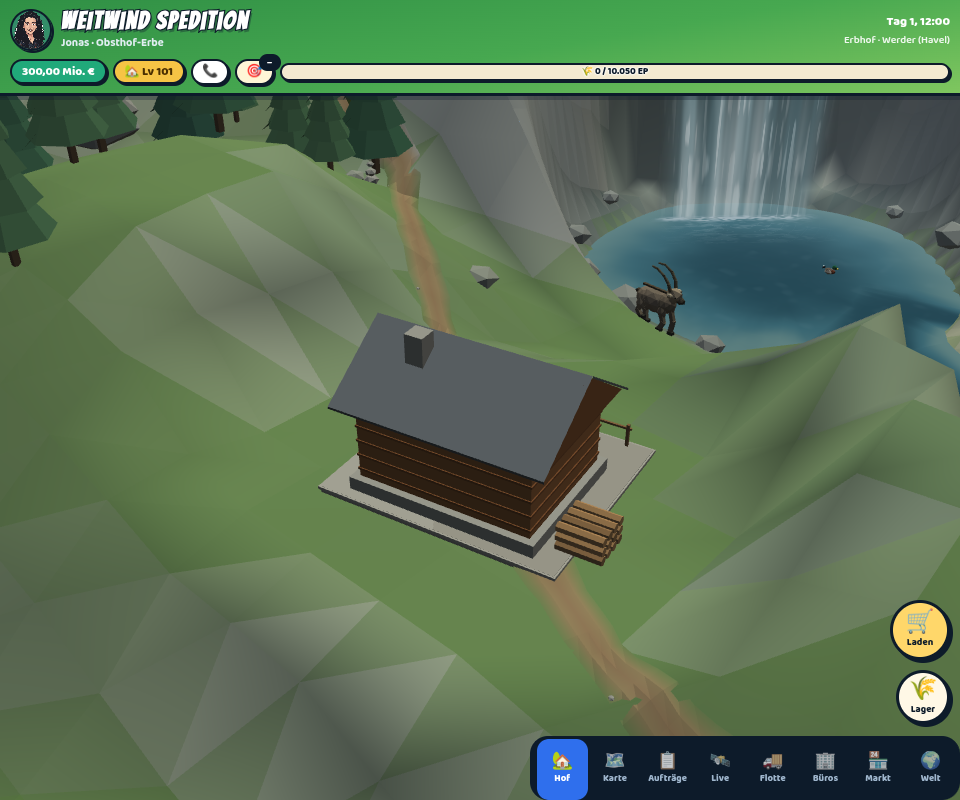 WEITWIND SPEDITION
Jonas · Obsthof-Erbe
Tag 1, 12:00
Erbhof · Werder (Havel)
300,00 Mio. €
Lv 101
–
0 / 10.050 EP
Laden
Lager
Hof
Karte
Aufträge
Live
Flotte
Büros
Markt
Welt